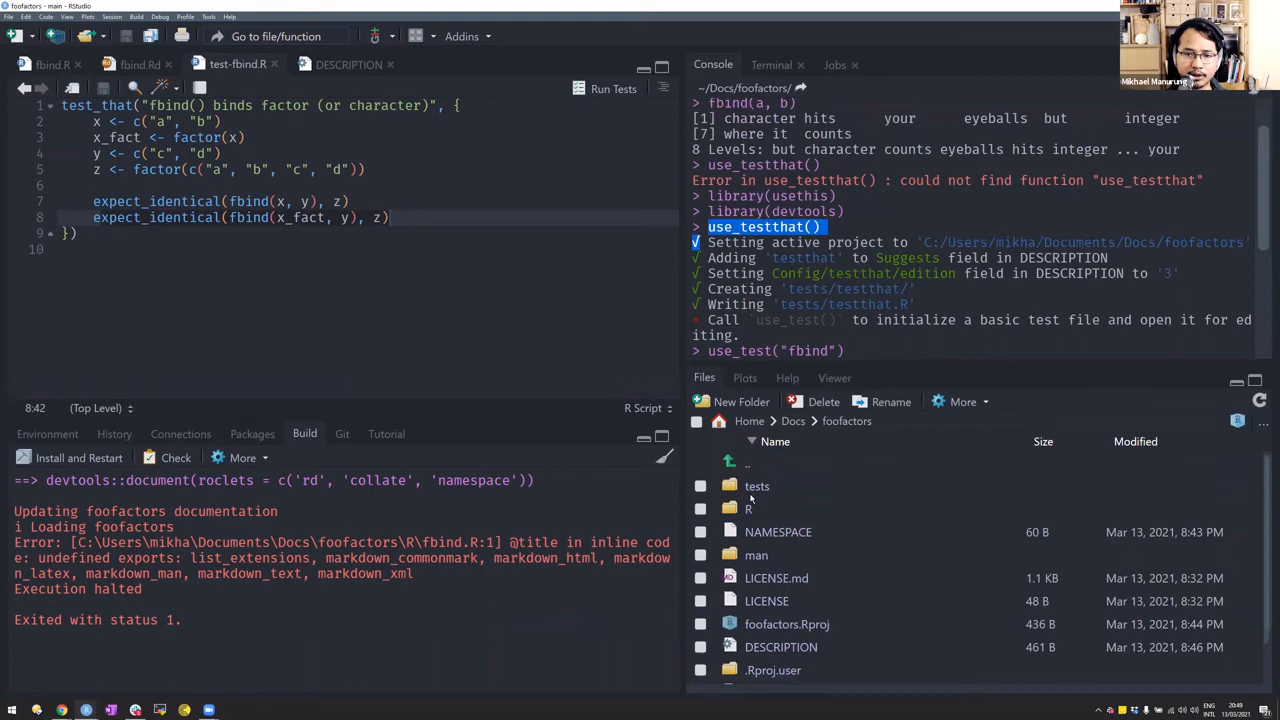 foofactors - main - RStudio
File Edit Code View Plots Session Build Debug Profile Tools Help
Go to file/function Addins
fbind.R fbind.Rd test-fbind.R DESCRIPTION
Run Tests
1 test_that("fbind() binds factor (or character)", {
2 x <- c("a", "b")
3 x_fact <- factor(x)
4 y <- c("c", "d")
5 z <- factor(c("a", "b", "c", "d"))
6
7 expect_identical(fbind(x, y), z)
8 expect_identical(fbind(x_fact, y), z)
9 })
10
8:42 (Top Level) R Script
Environment History Connections Packages Build Git Tutorial
Install and Restart Check More
==> devtools::document(roclets = c('rd', 'collate', 'namespace'))
Updating foofactors documentation
i Loading foofactors
Error: [C:\Users\mikha\Documents\Docs\foofactors\R\fbind.R:1] @title in inline cod
e: undefined exports: list_extensions, markdown_commonmark, markdown_html, markdow
n_latex, markdown_man, markdown_text, markdown_xml
Execution halted
Exited with status 1.
Console Terminal Jobs
~/Docs/foofactors/
> fbind(a, b)
[1] character hits your eyeballs but integer
[7] where it counts
8 Levels: but character counts eyeballs hits integer ... your
> use_testthat()
Error in use_testthat() : could not find function "use_testthat"
> library(usethis)
> library(devtools)
> use_testthat()
√ Setting active project to 'C:/Users/mikha/Documents/Docs/foofactors'
√ Adding 'testthat' to Suggests field in DESCRIPTION
√ Setting Config/testthat/edition field in DESCRIPTION to '3'
√ Creating 'tests/testthat/'
√ Writing 'tests/testthat.R'
* Call `use_test()` to initialize a basic test file and open it for ed
iting.
> use_test("fbind")
Files Plots Help Viewer
New Folder Delete Rename More
Home Docs foofactors
Name Size Modified
..
tests
R
NAMESPACE 60 B Mar 13, 2021, 8:43 PM
man
LICENSE.md 1.1 KB Mar 13, 2021, 8:32 PM
LICENSE 48 B Mar 13, 2021, 8:32 PM
foofactors.Rproj 436 B Mar 13, 2021, 8:44 PM
DESCRIPTION 461 B Mar 13, 2021, 8:46 PM
.Rproj.user
Mikhael Manurung
ENG
INTL
20:49
13/03/2021